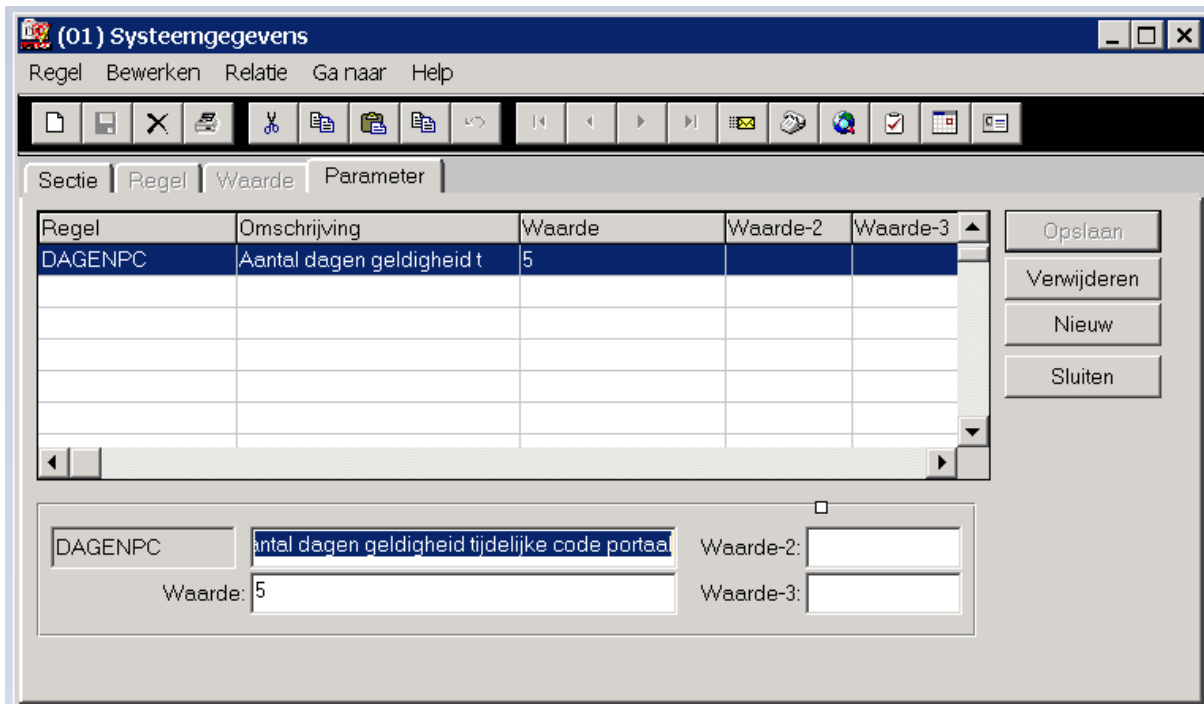 (01) Systeemgegevens
Regel Bewerken Relatie Ga naar Help
Sectie Regel Waarde Parameter
Regel Omschrijving Waarde Waarde-2 Waarde-3
Opslaan
DAGENPC Aantal dagen geldigheid t 5
Verwijderen
Nieuw
Sluiten
DAGENPC antal dagen geldigheid tijdelijke code portaal Waarde-2:
Waarde: 5 Waarde-3: